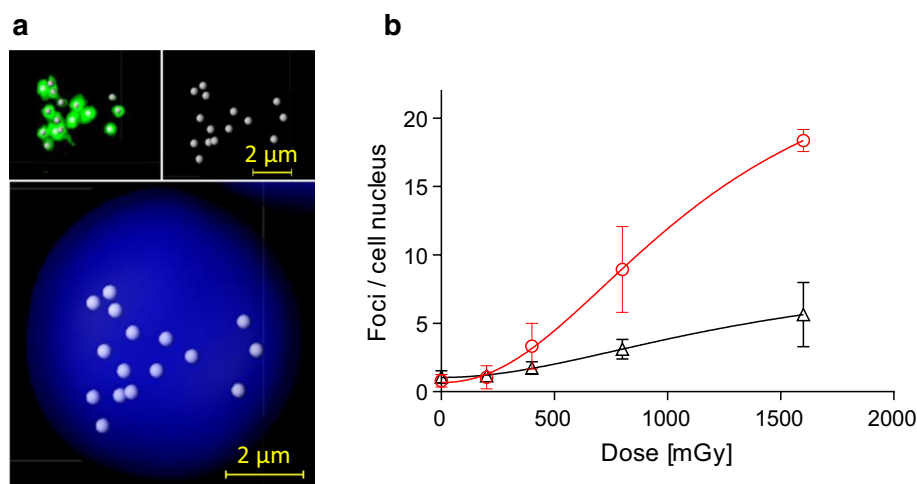 a
2 μm
2 μm
b
Foci / cell nucleus
20
15
10
5
0
0 500 1000 1500 2000
Dose [mGy]